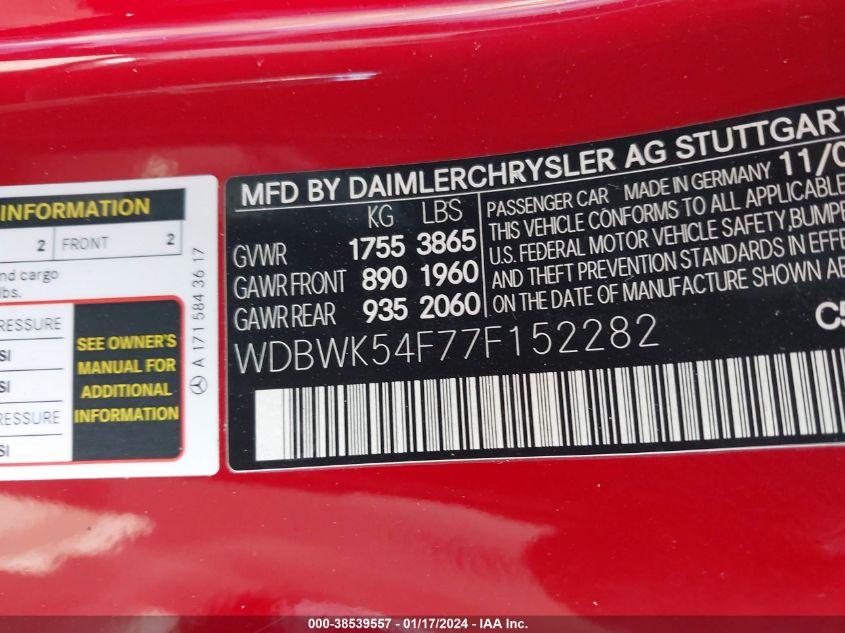 INFORMATION
2 FRONT 2
nd cargo
lbs.
RESSURE
SI
SI
RESSURE
SI
SEE OWNER'S
MANUAL FOR
ADDITIONAL
INFORMATION
A 171 584 36 17
MFD BY DAIMLERCHRYSLER AG STUTTGART
11/0
KG LBS
GVWR 1755 3865
GAWR FRONT 890 1960
GAWR REAR 935 2060
PASSENGER CAR MADE IN GERMANY
THIS VEHICLE CONFORMS TO ALL APPLICABLE
U.S. FEDERAL MOTOR VEHICLE SAFETY, BUMPE
AND THEFT PREVENTION STANDARDS IN EFFE
ON THE DATE OF MANUFACTURE SHOWN AB
WDBWK54F77F152282
C5
000-38539557 - 01/17/2024 - IAA Inc.